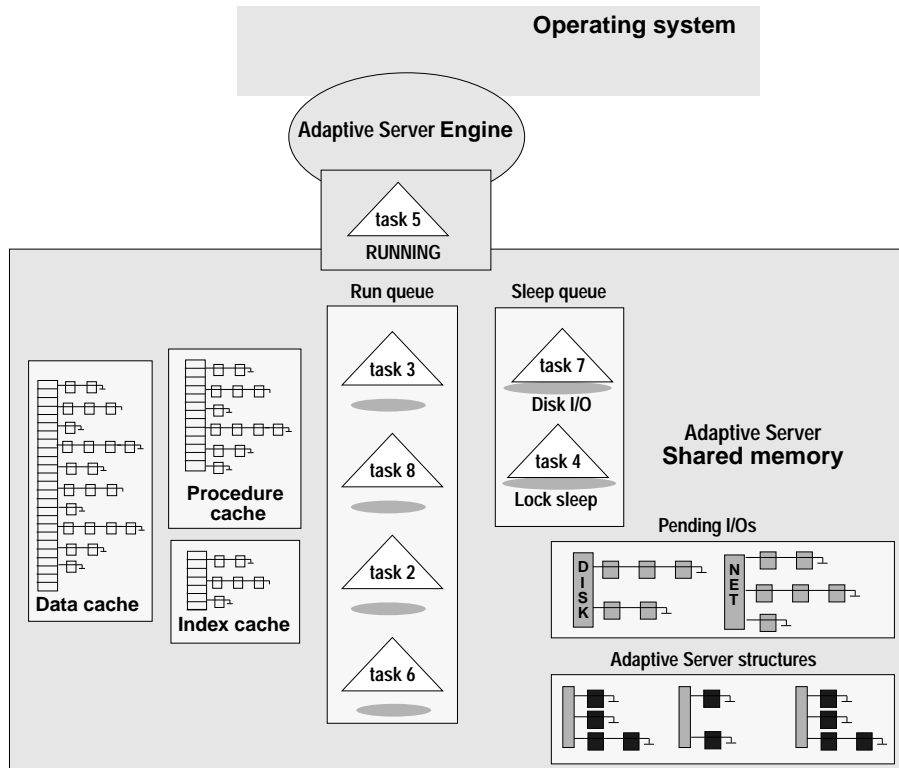 Operating system
Adaptive Server Engine
task 5
RUNNING
Run queue
Sleep queue
task 3
task 8
task 2
task 6
task 7
Disk I/O
task 4
Lock sleep
Data cache
Procedure
cache
Index cache
Adaptive Server
Shared memory
Pending I/Os
DISK
NET
Adaptive Server structures